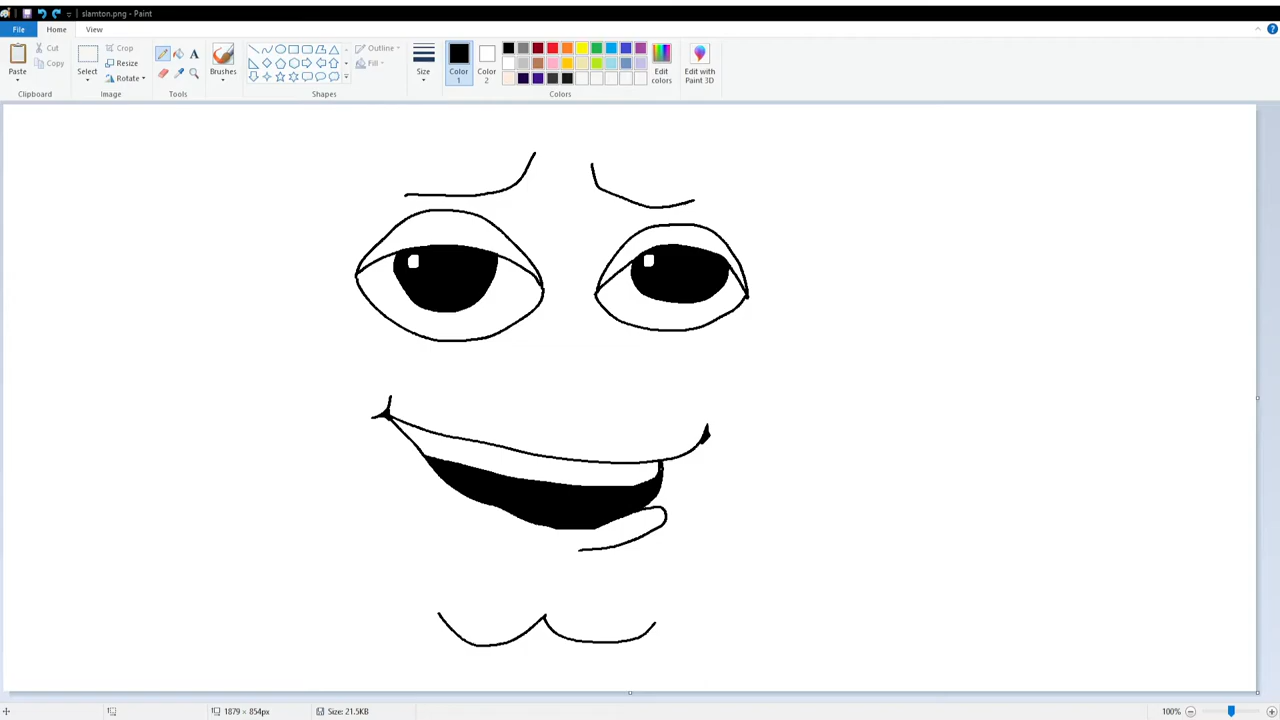 slamton.png - Paint
File Home View
Paste Cut Copy
Clipboard
Select Crop Resize Rotate
Image
A
Tools
Brushes
Outline Fill
Shapes
Size
Color 1 Color 2
Edit colors
Colors
Edit with Paint 3D
1879 × 854px Size: 21.5KB 100%